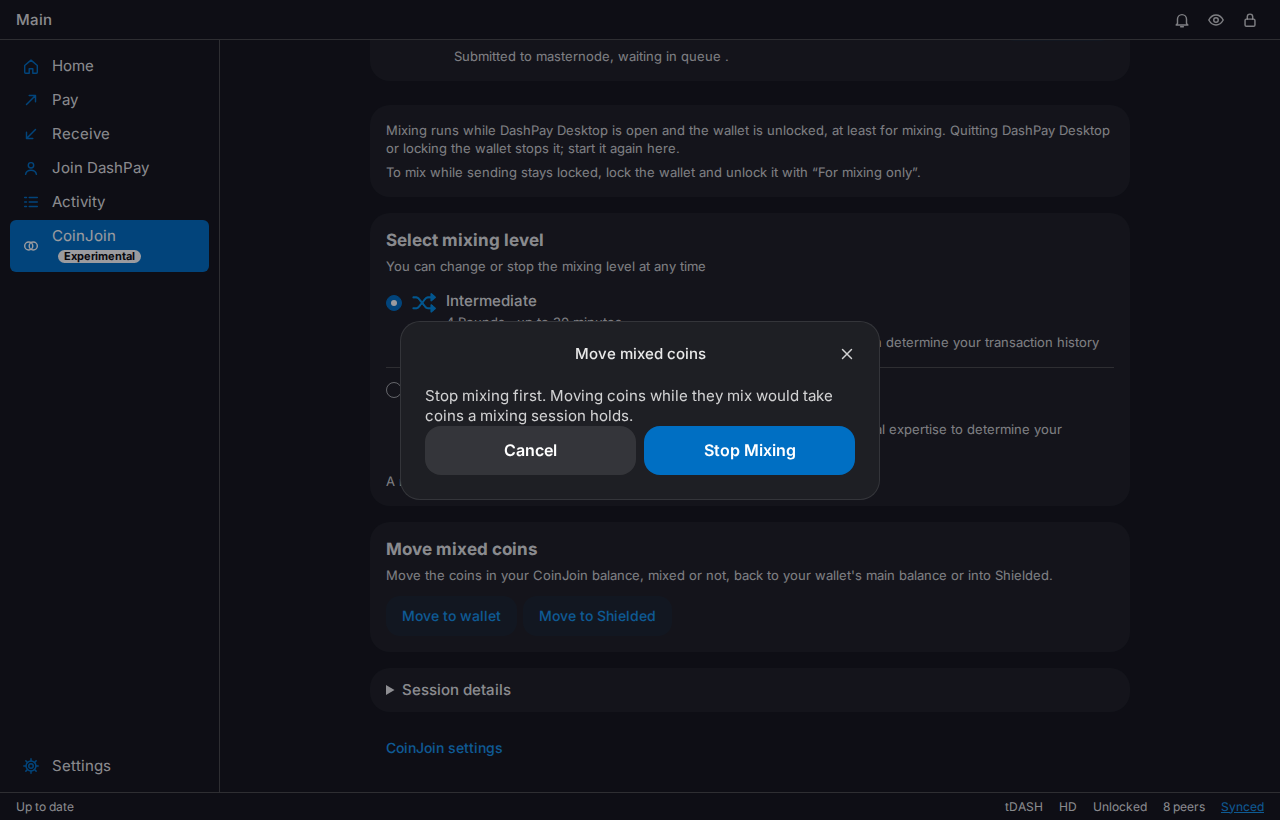 Main
Home
Pay
Receive
Join DashPay
Activity
CoinJoin
Experimental
Settings
Submitted to masternode, waiting in queue .
Mixing runs while DashPay Desktop is open and the wallet is unlocked, at least for mixing. Quitting DashPay Desktop
or locking the wallet stops it; start it again here.
To mix while sending stays locked, lock the wallet and unlock it with “For mixing only”.
Select mixing level
You can change or stop the mixing level at any time
Intermediate
determine your transaction history
expertise to determine your
A
Move mixed coins
Stop mixing first. Moving coins while they mix would take
coins a mixing session holds.
Cancel
Stop Mixing
Move mixed coins
Move the coins in your CoinJoin balance, mixed or not, back to your wallet's main balance or into Shielded.
Move to wallet
Move to Shielded
Session details
CoinJoin settings
Up to date
tDASH
HD
Unlocked
8 peers
Synced